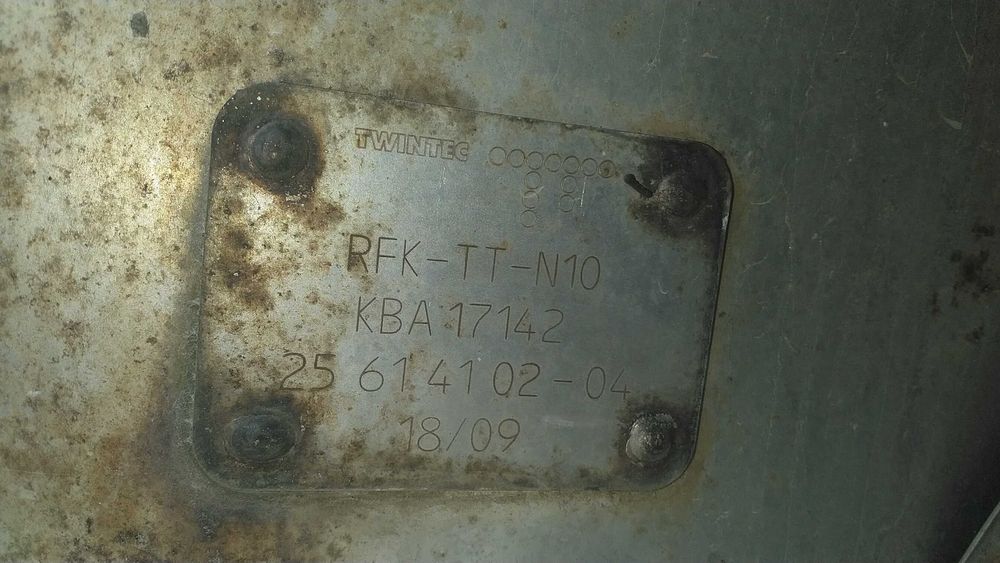 TWINTEC
RFK-TT-N10
KBA 17142
25 61 41 02-04
18/09